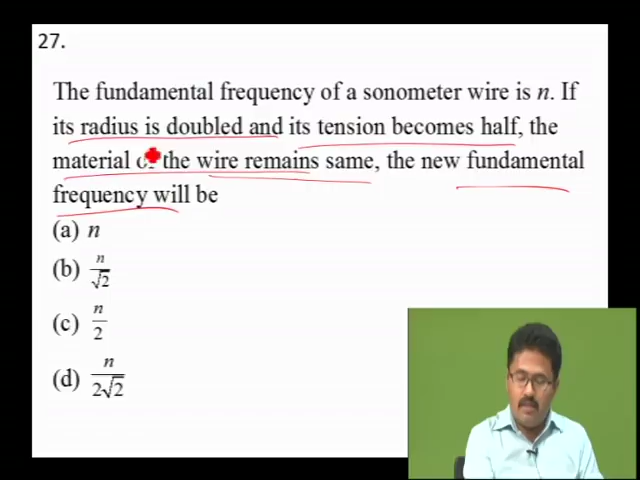 27.
The fundamental frequency of a sonometer wire is n. If
its radius is doubled and its tension becomes half, the
material of the wire remains same, the new fundamental
frequency will be
(a) n
(b) n/√2
(c) n/2
(d) n/2√2